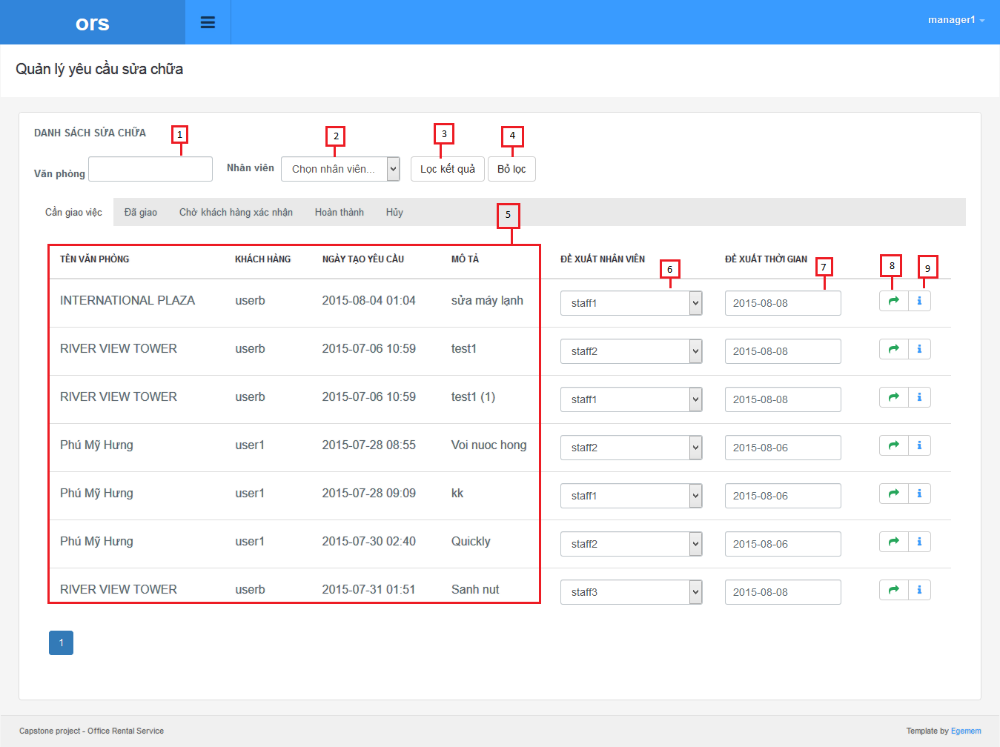 ors
manager1
Quản lý yêu cầu sửa chữa
DANH SÁCH SỬA CHỮA
1 2 3 4
Văn phòng Nhân viên Chọn nhân viên... Lọc kết quả Bỏ lọc
Cần giao việc Đã giao Chờ khách hàng xác nhận Hoàn thành Hủy
5
TÊN VĂN PHÒNG KHÁCH HÀNG NGÀY TẠO YÊU CẦU MÔ TẢ ĐỀ XUẤT NHÂN VIÊN ĐỀ XUẤT THỜI GIAN
6 7 8 9
INTERNATIONAL PLAZA userb 2015-08-04 01:04 sửa máy lạnh staff1 2015-08-08
RIVER VIEW TOWER userb 2015-07-06 10:59 test1 staff2 2015-08-08
RIVER VIEW TOWER userb 2015-07-06 10:59 test1 (1) staff1 2015-08-08
Phú Mỹ Hưng user1 2015-07-28 08:55 Voi nuoc hong staff2 2015-08-06
Phú Mỹ Hưng user1 2015-07-28 09:09 kk staff1 2015-08-06
Phú Mỹ Hưng user1 2015-07-30 02:40 Quickly staff2 2015-08-06
RIVER VIEW TOWER userb 2015-07-31 01:51 Sanh nut staff3 2015-08-08
1
Capstone project - Office Rental Service Template by Egemem